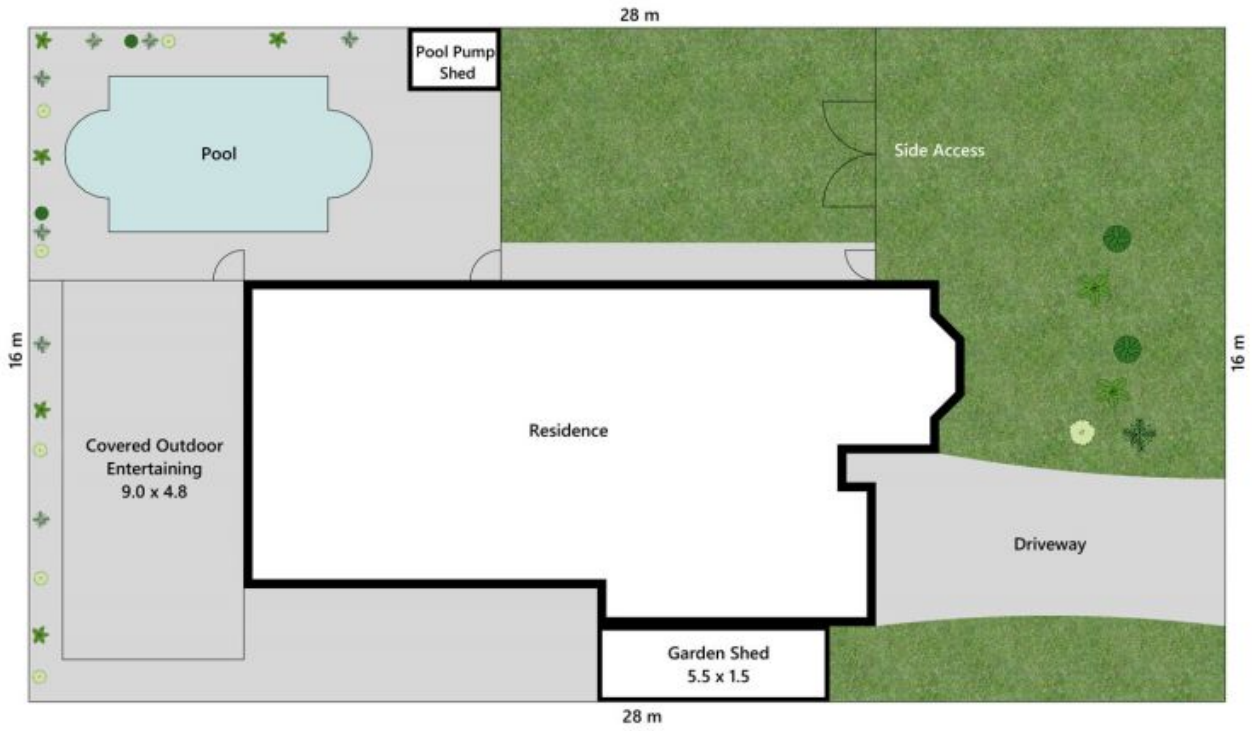 28 m
Pool Pump
Shed
Pool
Side Access
16 m
16 m
Residence
Covered Outdoor
Entertaining
9.0 x 4.8
Driveway
Garden Shed
5.5 x 1.5
28 m